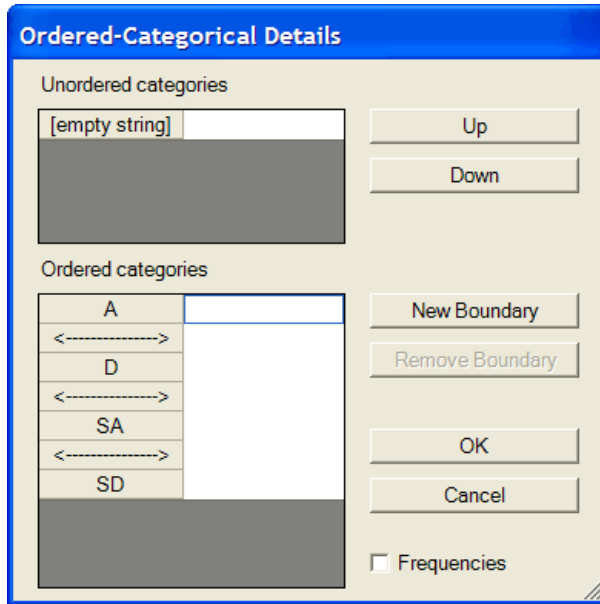 Ordered-Categorical Details
Unordered categories
[empty string]
Up
Down
Ordered categories
A
<--------------->
D
<--------------->
SA
<--------------->
SD
New Boundary
Remove Boundary
OK
Cancel
Frequencies